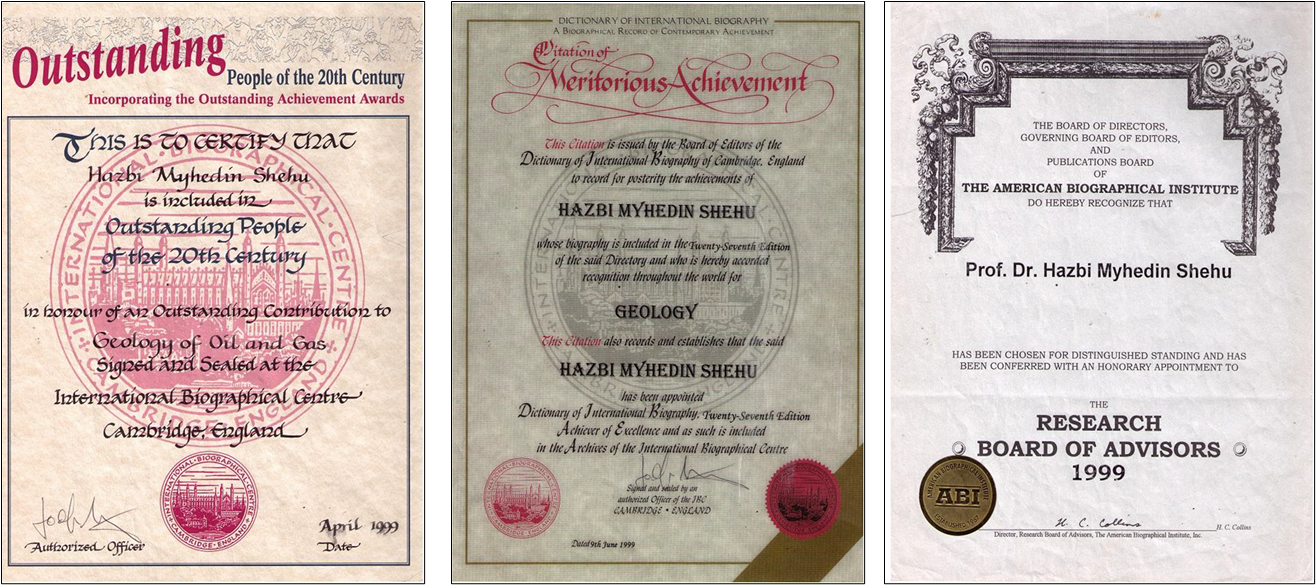 Outstanding
People of the 20th Century
Incorporating the Outstanding Achievement Awards
THIS IS TO CERTIFY THAT
Hazbi Myhedin Shehu
is included in
Outstanding People
of the 20th Century
in honour of an Outstanding Contribution to
Geology of Oil and Gas
Signed and Sealed at the
International Biographical Centre
Cambridge, England
INTERNATIONAL · BIOGRAPHICAL · CENTRE
CAMBRIDGE · ENGLAND
Authorized Officer
April 1999
Date
DICTIONARY OF INTERNATIONAL BIOGRAPHY
A BIOGRAPHICAL RECORD OF CONTEMPORARY ACHIEVEMENT
Citation of
Meritorious Achievement
This Citation is issued by the Board of Editors of the
Dictionary of International Biography of Cambridge, England
to record for posterity the achievements of
HAZBI MYHEDIN SHEHU
whose biography is included in the Twenty-Seventh Edition
of the said Directory and who is hereby accorded
recognition throughout the world for
GEOLOGY
This Citation also records and establishes that the said
HAZBI MYHEDIN SHEHU
has been appointed
Dictionary of International Biography, Twenty-Seventh Edition
Achiever of Excellence and as such is included
in the Archives of the International Biographical Centre
Signed and sealed by an
authorized Officer of the IBC
CAMBRIDGE · ENGLAND
Dated 9th June 1999
THE BOARD OF DIRECTORS,
GOVERNING BOARD OF EDITORS,
AND
PUBLICATIONS BOARD
OF
THE AMERICAN BIOGRAPHICAL INSTITUTE
DO HEREBY RECOGNIZE THAT
Prof. Dr. Hazbi Myhedin Shehu
HAS BEEN CHOSEN FOR DISTINGUISHED STANDING AND HAS
BEEN CONFERRED WITH AN HONORARY APPOINTMENT TO
THE
RESEARCH
BOARD OF ADVISORS
1999
AMERICAN BIOGRAPHICAL INSTITUTE
ABI
H. C. Collins
H. C. Collins
Director, Research Board of Advisors, The American Biographical Institute, Inc.